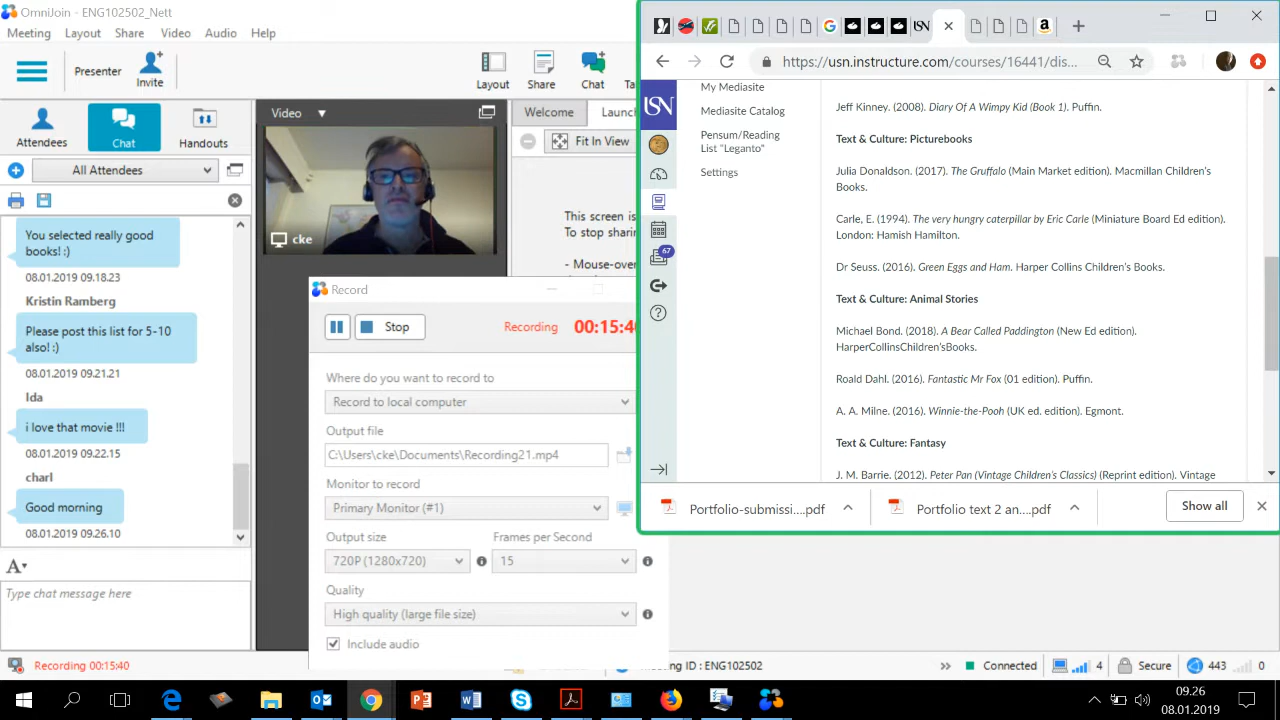 OmniJoin - ENG102502_Nett
Meeting Layout Share Video Audio Help
Presenter
Invite
Layout
Share
Chat
Attendees
Chat
Handouts
All Attendees
You selected really good
books! :)
08.01.2019 09.18.23
Kristin Ramberg
Please post this list for 5-10
also! :)
08.01.2019 09.21.21
Ida
i love that movie !!!
08.01.2019 09.22.15
charl
Good morning
08.01.2019 09.26.10
A
Type chat message here
Recording 00:15:40
Video
cke
Welcome
Fit In View
This screen is
To stop
Record
Stop
Recording
Where do you want to record to
Record to local computer
Output file
C:\Users\cke\Documents\Recording21.mp4
Monitor to record
Primary Monitor (#1)
Output size
Frames per Second
720P (1280x720)
15
Quality
High quality (large file size)
Include audio
ID : ENG102502
Connected
4
Secure
443
0
https://usn.instructure.com/courses/16441/dis...
USN
67
My Mediasite
Mediasite Catalog
Pensum/Reading
List "Leganto"
Settings
Jeff Kinney. (2008). Diary Of A Wimpy Kid (Book 1). Puffin.
Text & Culture: Picturebooks
Julia Donaldson. (2017). The Gruffalo (Main Market edition). Macmillan Children's
Books.
Carle, E. (1994). The very hungry caterpillar by Eric Carle (Miniature Board Ed edition).
London: Hamish Hamilton.
Dr Seuss. (2016). Green Eggs and Ham. Harper Collins Children's Books.
Text & Culture: Animal Stories
Michael Bond. (2018). A Bear Called Paddington (New Ed edition).
HarperCollinsChildren'sBooks.
Roald Dahl. (2016). Fantastic Mr Fox (01 edition). Puffin.
A. A. Milne. (2016). Winnie-the-Pooh (UK ed. edition). Egmont.
Text & Culture: Fantasy
J. M. Barrie. (2012). Peter Pan (Vintage Children's Classics) (Reprint edition). Vintage
Portfolio-submissi....pdf
Portfolio text 2 an....pdf
Show all
09.26
08.01.2019